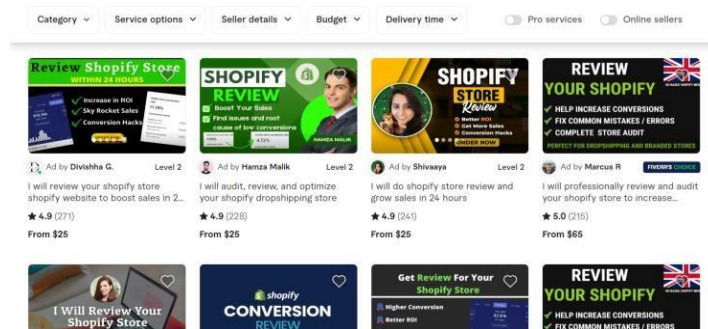 Category
Service options
Seller details
Budget
Delivery time
Pro services
Online sellers
Review Shopify Store
WITHIN 24 HOURS
Increase in ROI
Sky Rocket Sales
Conversion Hacks
Ad by Divishha G.
Level 2
I will review your shopify store
shopify website to boost sales in 2...
4.9 (271)
From $25
SHOPIFY
REVIEW
Boost Your Sales
Find issues and root
cause of low conversions
4.72%
HAMZA MALIK
Ad by Hamza Malik
Level 2
I will audit, review, and optimize
your shopify dropshipping store
4.9 (228)
From $25
SHOPIFY
STORE
Review
Better ROI
Get More Sales
Conversion Hacks
ORDER NOW
Ad by Shivaaya
Level 2
I will do shopify store review and
grow sales in 24 hours
4.9 (241)
From $25
REVIEW
YOUR SHOPIFY
HELP INCREASE CONVERSIONS
FIX COMMON MISTAKES / ERRORS
COMPLETE STORE AUDIT
PERFECT FOR DROPSHIPPING AND BRANDED STORES
Ad by Marcus R
FIVERR'S CHOICE
I will professionally review and audit
your shopify store to increase...
5.0 (215)
From $65
I Will Review Your
Shopify Store
shopify
CONVERSION
REVIEW
Get Review For Your
Shopify Store
Higher Conversion
Better ROI
REVIEW
YOUR SHOPIFY
HELP INCREASE CONVERSIONS
FIX COMMON MISTAKES / ERRORS